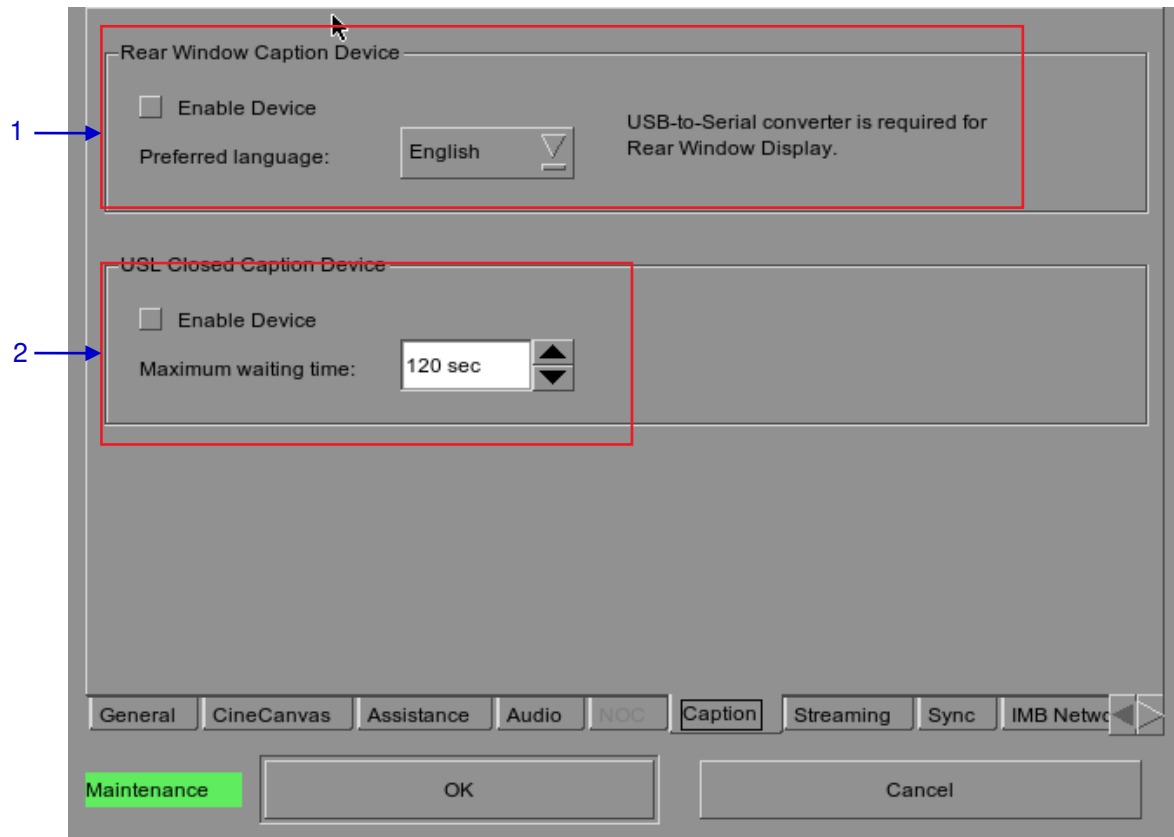 Rear Window Caption Device
1
Enable Device
Preferred language:
English
USB-to-Serial converter is required for
Rear Window Display.
USL Closed Caption Device
2
Enable Device
Maximum waiting time:
120 sec
General CineCanvas Assistance Audio NOC Caption Streaming Sync IMB Netwo
Maintenance OK Cancel